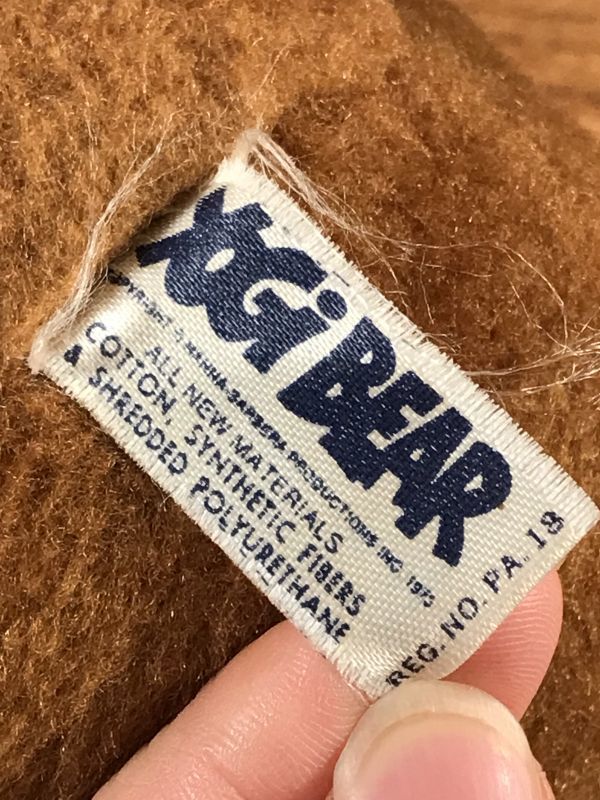 YOGi BEAR
COPYRIGHT © HANNA-BARBERA PRODUCTIONS INC. 1973
ALL NEW MATERIALS
COTTON, SYNTHETIC FIBERS
& SHREDDED POLYURETHANE
REG. NO. PA. 18